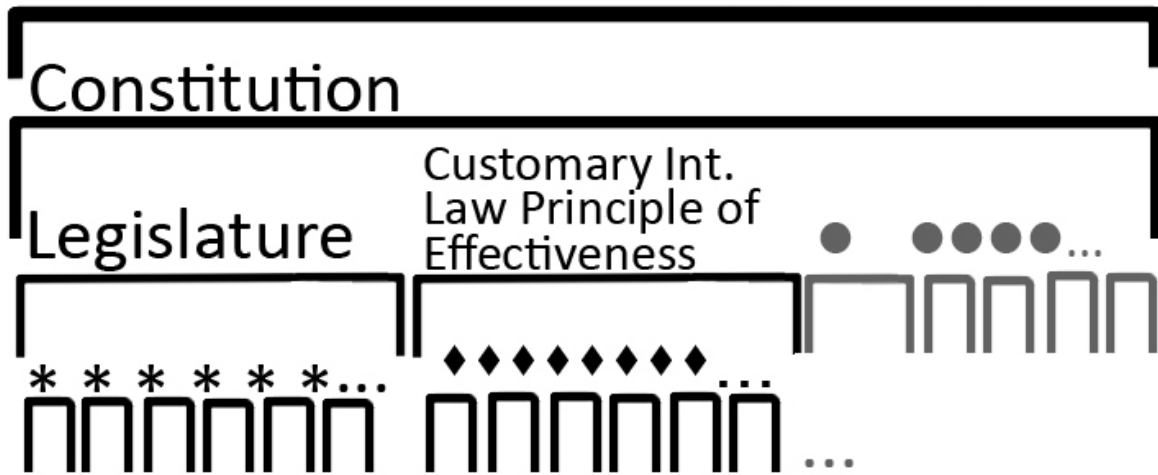 Constitution
Legislature
Customary Int.
Law Principle of
Effectiveness